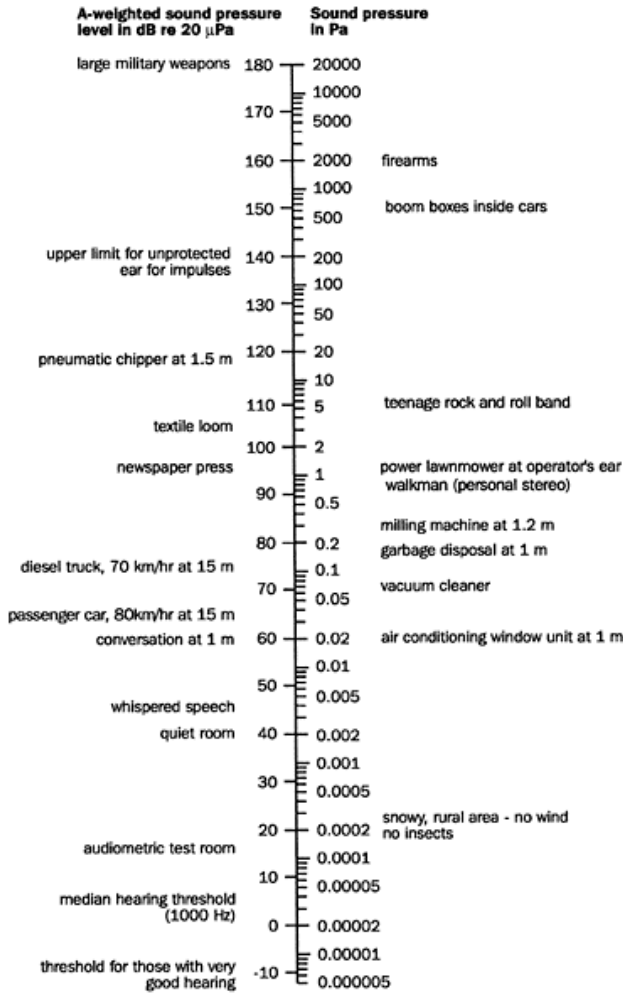 A-weighted sound pressure
level in dB re 20 μPa
Sound pressure
in Pa
large military weapons 180 20000
10000
170
5000
160 2000 firearms
1000
150 boom boxes inside cars
500
upper limit for unprotected
ear for impulses
140 200
100
130
50
120 20
pneumatic chipper at 1.5 m
10
110 5 teenage rock and roll band
textile loom
100 2
newspaper press 1 power lawnmower at operator's ear
walkman (personal stereo)
90
0.5
milling machine at 1.2 m
80 0.2
garbage disposal at 1 m
diesel truck, 70 km/hr at 15 m 0.1
70 vacuum cleaner
0.05
passenger car, 80km/hr at 15 m
conversation at 1 m 60 0.02 air conditioning window unit at 1 m
0.01
50
0.005
whispered speech
quiet room 40 0.002
0.001
30
0.0005
snowy, rural area - no wind
no insects
20 0.0002
audiometric test room 0.0001
10
0.00005
median hearing threshold
(1000 Hz)
0 0.00002
0.00001
threshold for those with very
good hearing
-10
0.000005